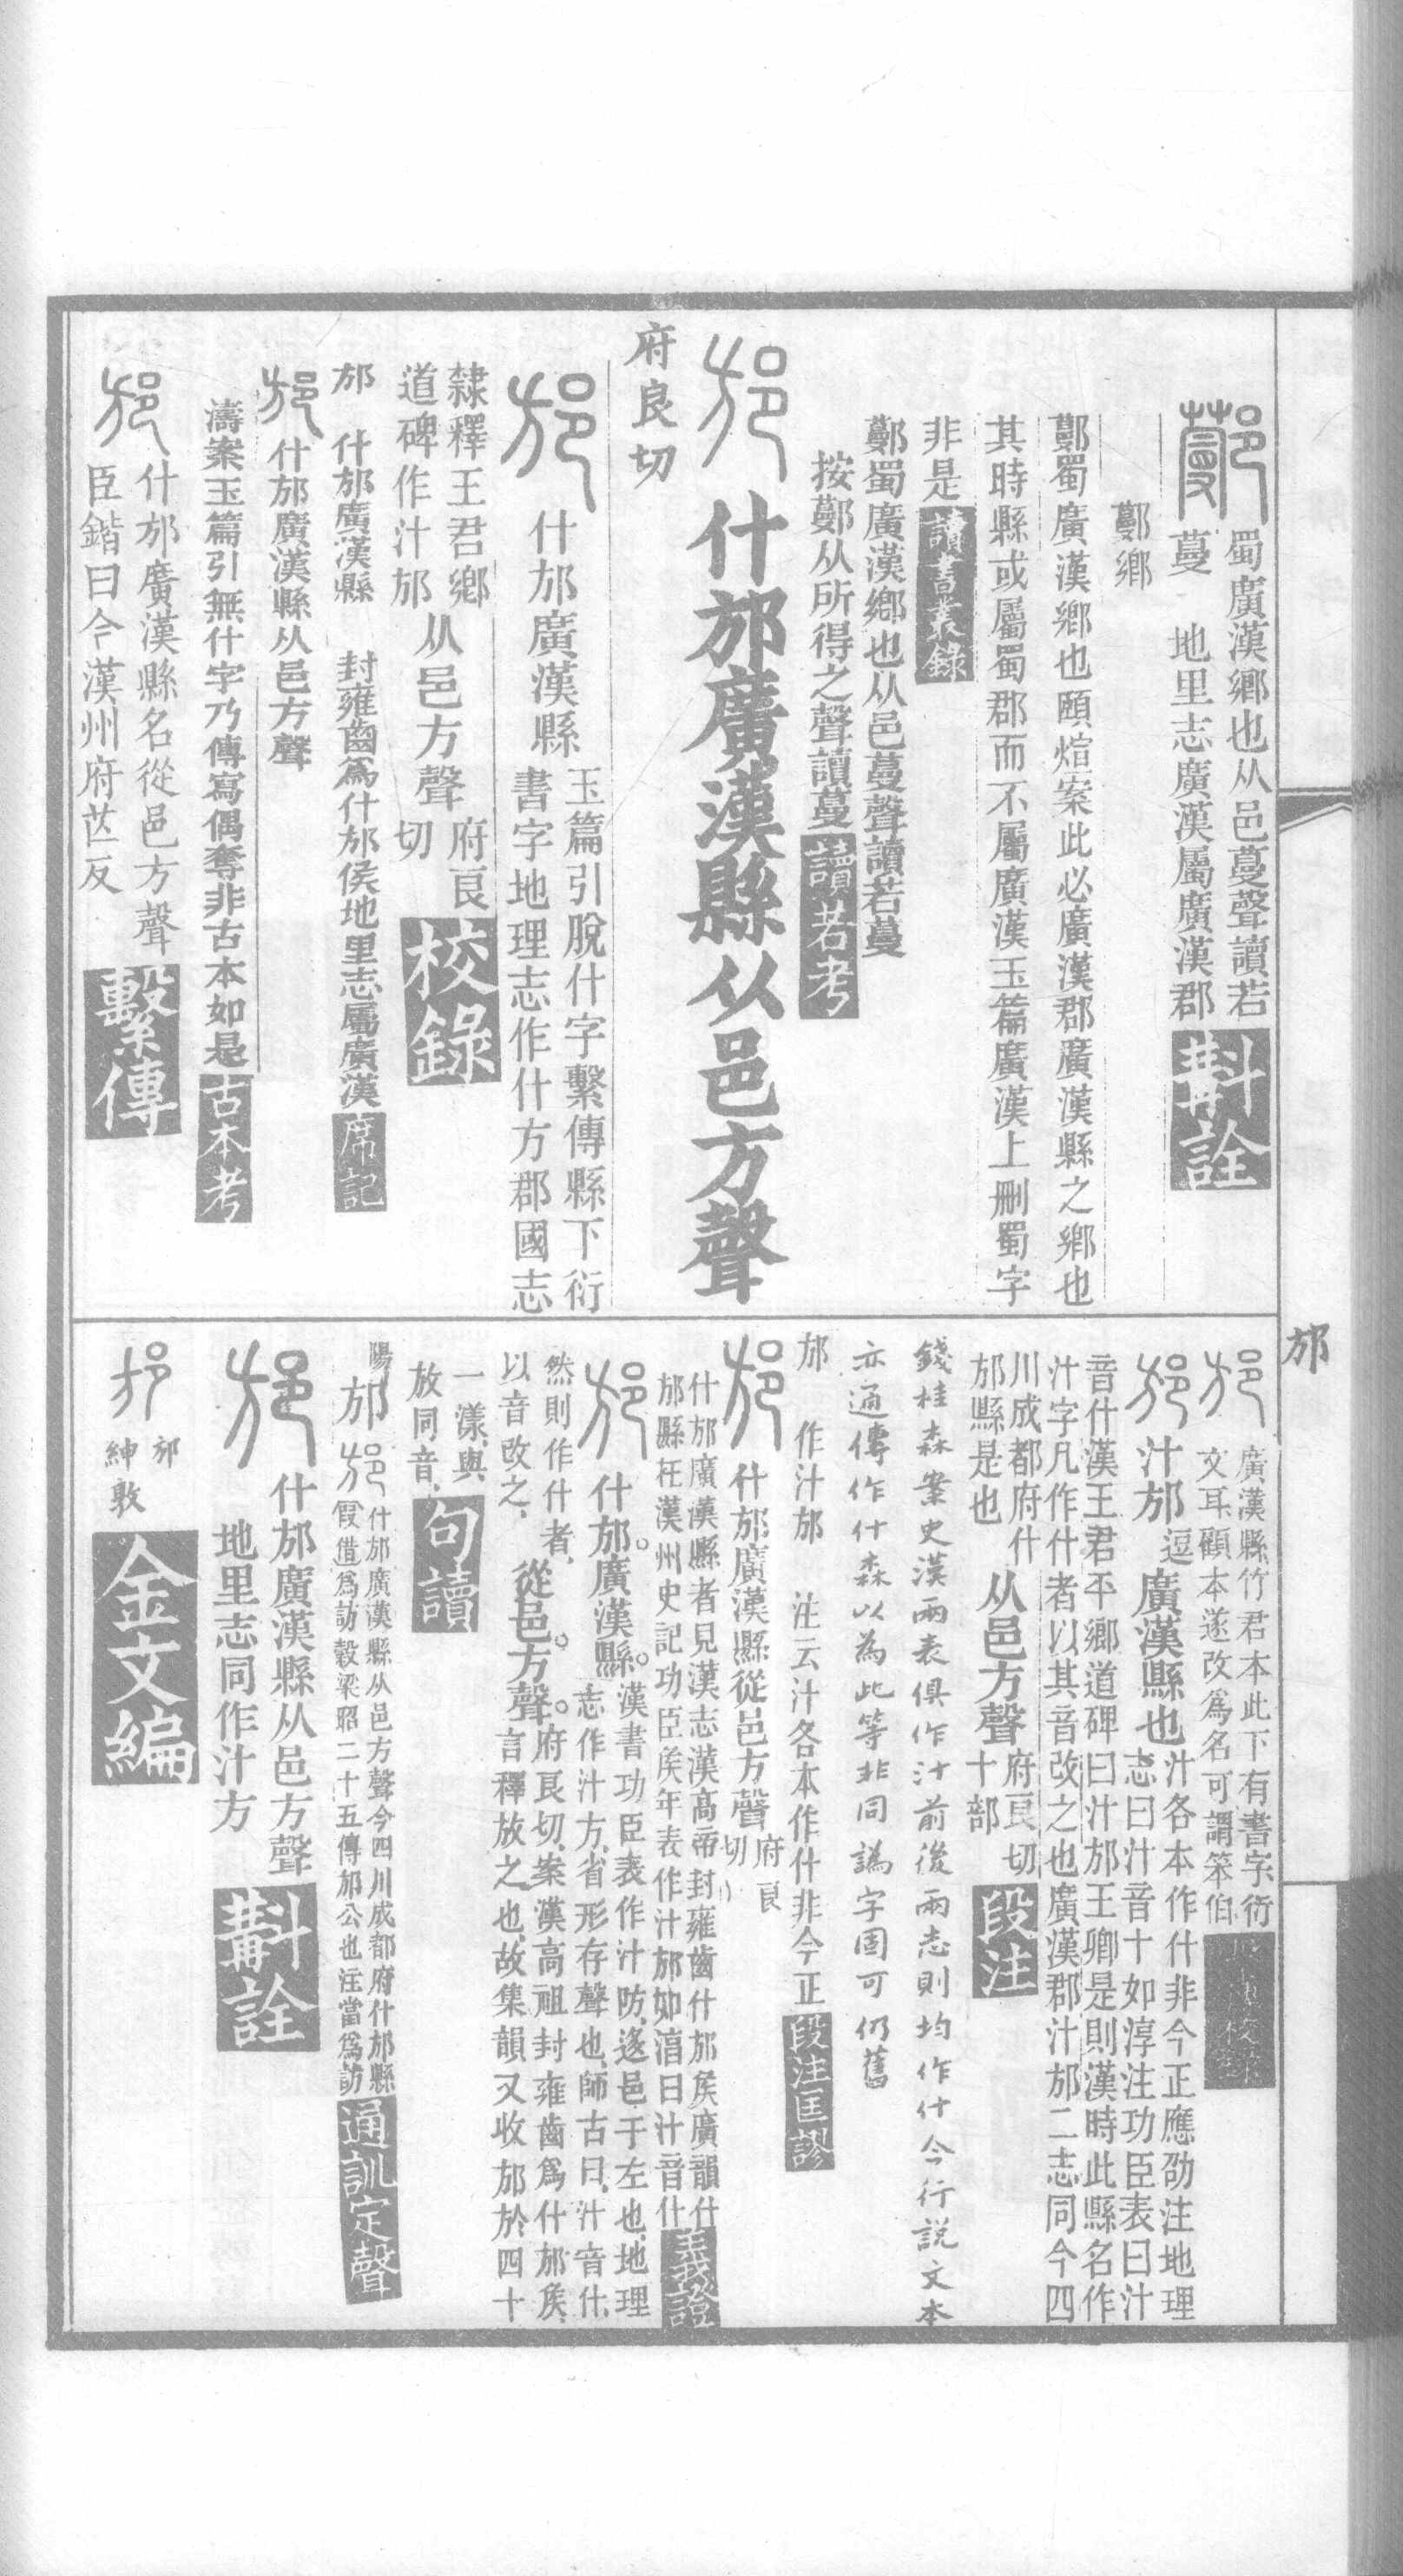 蜀廣漢鄉也从邑蔓聲讀若
蔓　地里志廣漢屬廣漢郡
斠詮
鄤鄉
鄤蜀廣漢鄉也頤煊案此必廣漢郡廣漢縣之鄉也
其時縣或屬蜀郡而不屬廣漢玉篇廣漢上刪蜀字
非是
讀書叢錄
鄤蜀廣漢鄉也从邑蔓聲讀若蔓
按鄤从所得之聲讀蔓
讀若考
什邡廣漢縣从邑方聲
府良切
什邡廣漢縣
玉篇引脫什字繫傳縣下衍
書字地理志作什方郡國志
隸釋王君鄉
道碑作汁邡
从邑方聲
府良
切
校錄
邡　什邡廣漢縣　封雍齒爲什邡侯地里志屬廣漢
席記
什邡廣漢縣从邑方聲
濤案玉篇引無什字乃傳寫偶奪非古本如是
古本考
什邡廣漢縣名從邑方聲
臣鍇曰今漢州府芒反
繫傳
邡
廣漢縣竹君本此下有書字衍
文耳顧本遂改爲名可謂笨伯
汁邡
逗
廣漢縣也
汁各本作什非今正應劭注地理
志曰汁音十如淳注功臣表曰汁
音什漢王君平鄉道碑曰汁邡王卿是則漢時此縣名作
汁字凡作什者以其音改之也廣漢郡汁邡二志同今四
川成都府什
邡縣是也
从邑方聲
府良切
十部
段注
錢桂森案史漢兩表俱作汁前後兩志則均作什今行說文本
亦通傳作什森以為此等非同譌字固可仍舊
邡　作汁邡　注云汁各本作什非今正
段注匡謬
什邡廣漢縣從邑方聲
府良
切
什邡廣漢縣者見漢志漢高帝封雍齒什邡矦廣韻什
邡縣在漢州史記功臣矦年表作汁邡如淳曰汁音什
義證
什邡。廣漢縣。
漢書功臣表作汁防、遂邑于左也、地理
志作汁方、省形存聲也、師古曰、汁音什、
然則作什者、
以音改之、
從邑。方聲。
府良切、案漢高祖封雍齒爲什邡矦、
言釋放之也、故集韻又收邡於四十
一漾、與
放同音、
句讀
陽
邡
什邡廣漢縣从邑方聲今四川成都府什邡縣
叚借爲訪穀梁昭二十五傳邡公也注當爲訪
通訓定聲
什邡廣漢縣从邑方聲
地里志同作汁方
斠詮
邡
紳敦
金文編